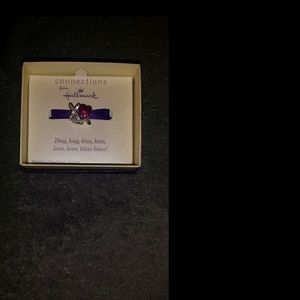 connections
from
Hallmark
Hug, hug, kiss, kiss,
love, love, bliss bliss!